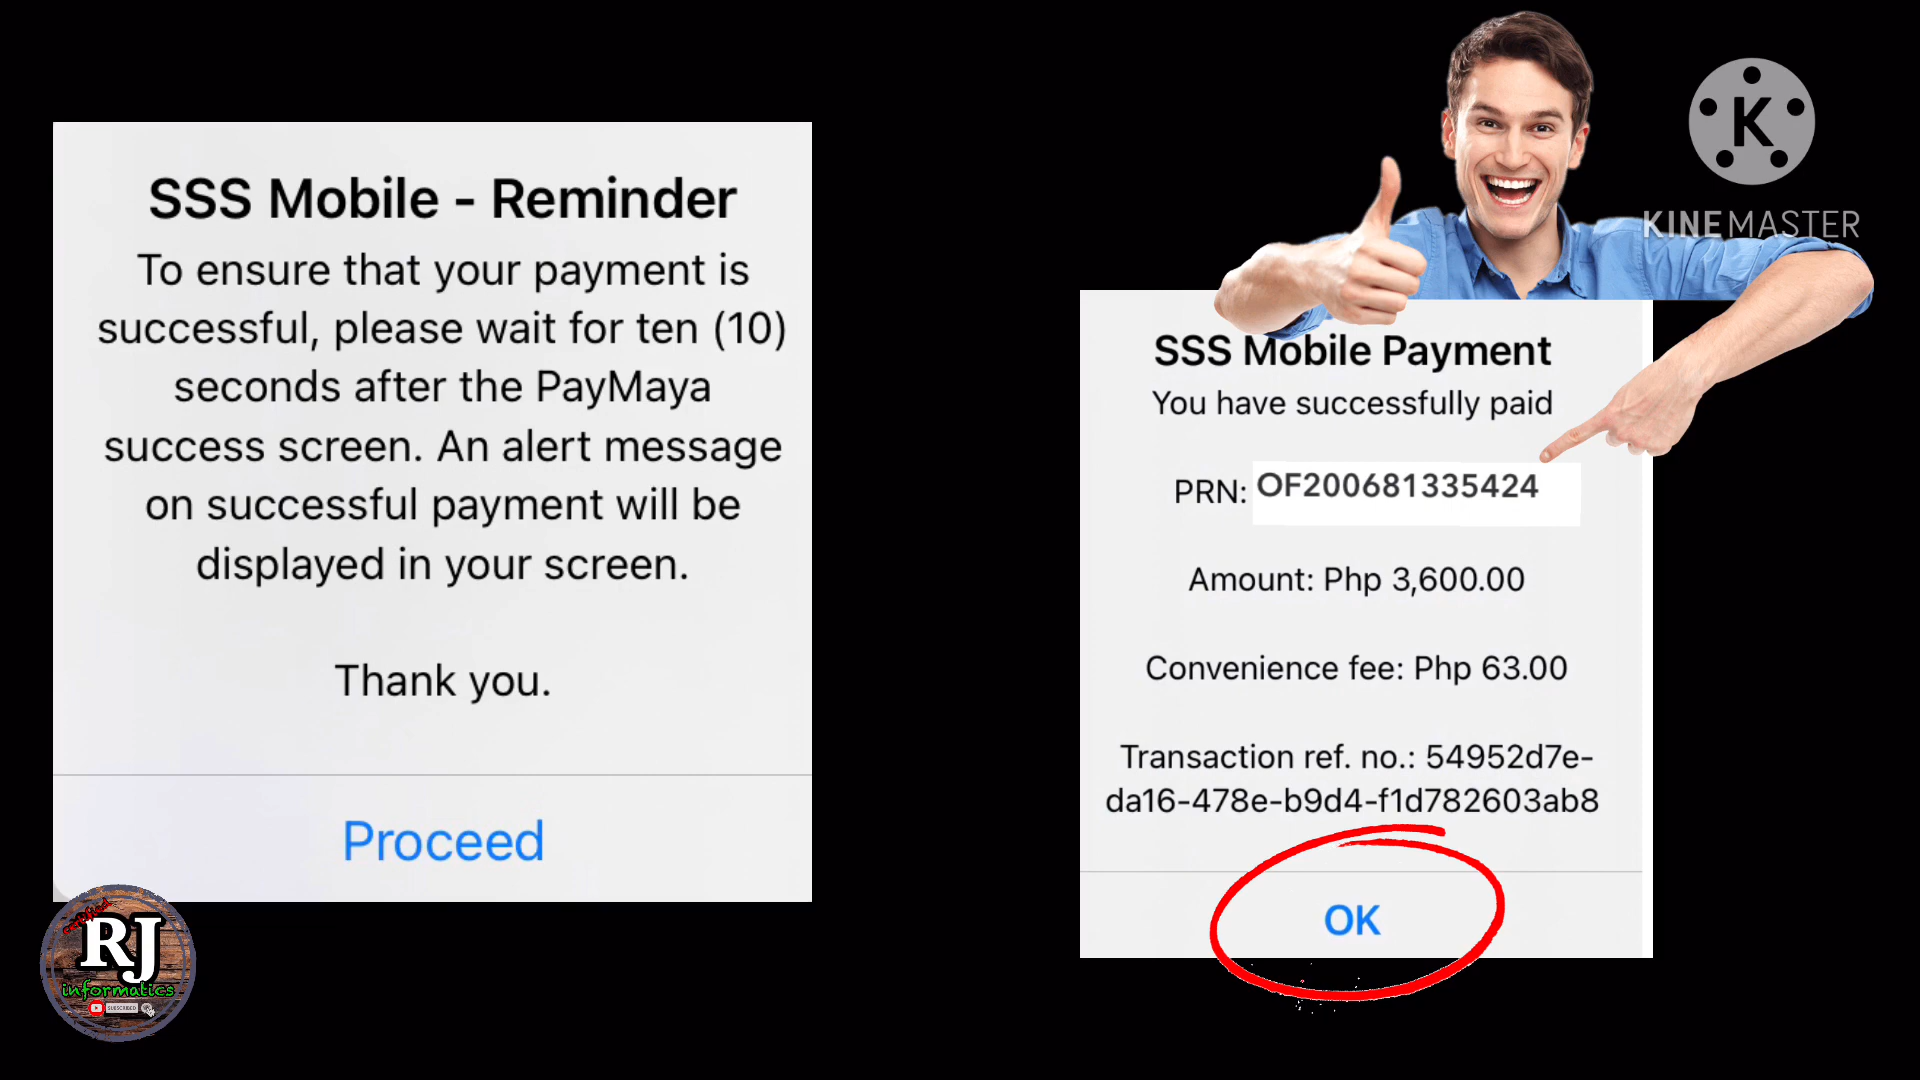 SSS Mobile - Reminder
To ensure that your payment is
successful, please wait for ten (10)
seconds after the PayMaya
success screen. An alert message
on successful payment will be
displayed in your screen.
Thank you.
Proceed
certified
RJ
informatics
SUBSCRIBED
K
KINEMASTER
SSS Mobile Payment
You have successfully paid
PRN: OF200681335424
Amount: Php 3,600.00
Convenience fee: Php 63.00
Transaction ref. no.: 54952d7e-
da16-478e-b9d4-f1d782603ab8
OK